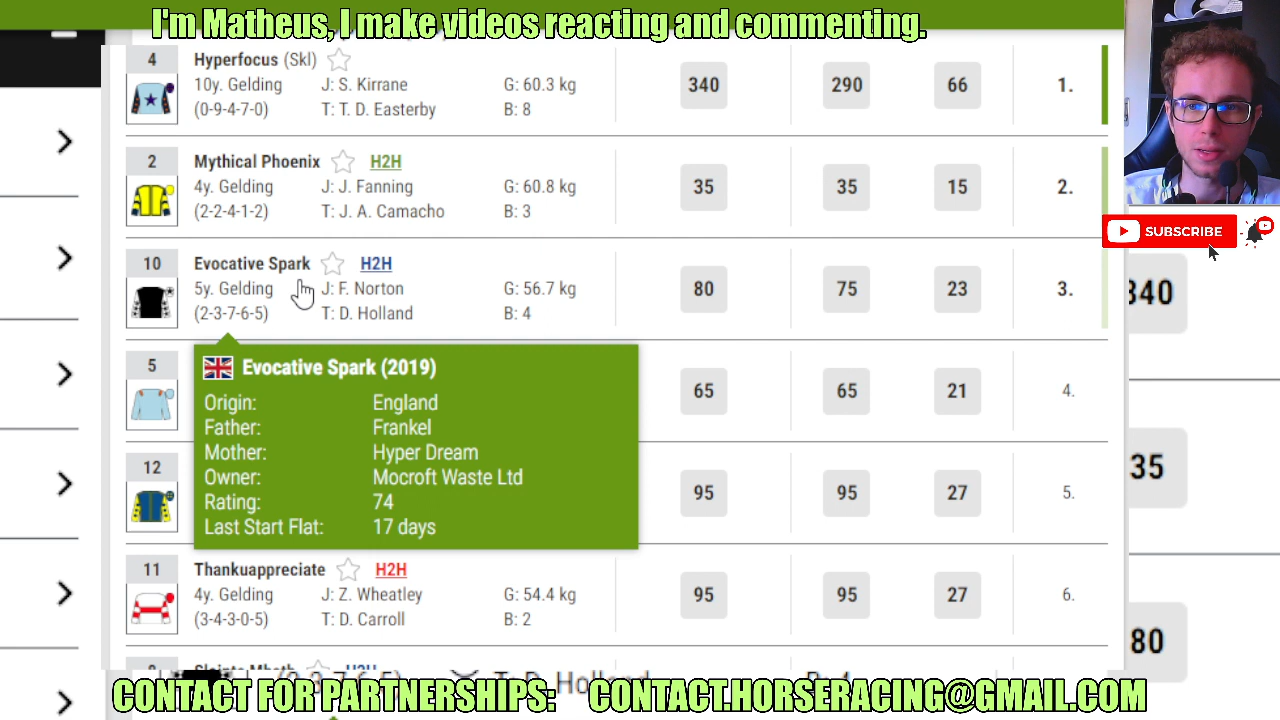 I'm Matheus, I make videos reacting and commenting.
4 Hyperfocus (Skl) 340 290 66 1.
10y. Gelding J: S. Kirrane G: 60.3 kg
(0-9-4-7-0) T: T. D. Easterby B: 8
2 Mythical Phoenix H2H 35 35 15 2.
4y. Gelding J: J. Fanning G: 60.8 kg
(2-2-4-1-2) T: J. A. Camacho B: 3
SUBSCRIBE
10 Evocative Spark H2H 80 75 23 3.
5y. Gelding J: F. Norton G: 56.7 kg
(2-3-7-6-5) T: D. Holland B: 4
340
5 65 65 21 4.
Evocative Spark (2019)
Origin: England
Father: Frankel
Mother: Hyper Dream
Owner: Mocroft Waste Ltd
Rating: 74
Last Start Flat: 17 days
12 95 95 27 5.
35
11 Thankuappreciate H2H 95 95 27 6.
4y. Gelding J: Z. Wheatley G: 54.4 kg
(3-4-3-0-5) T: D. Carroll B: 2
80
T: D. Holland
CONTACT FOR PARTNERSHIPS: CONTACT.HORSERACING@GMAIL.COM